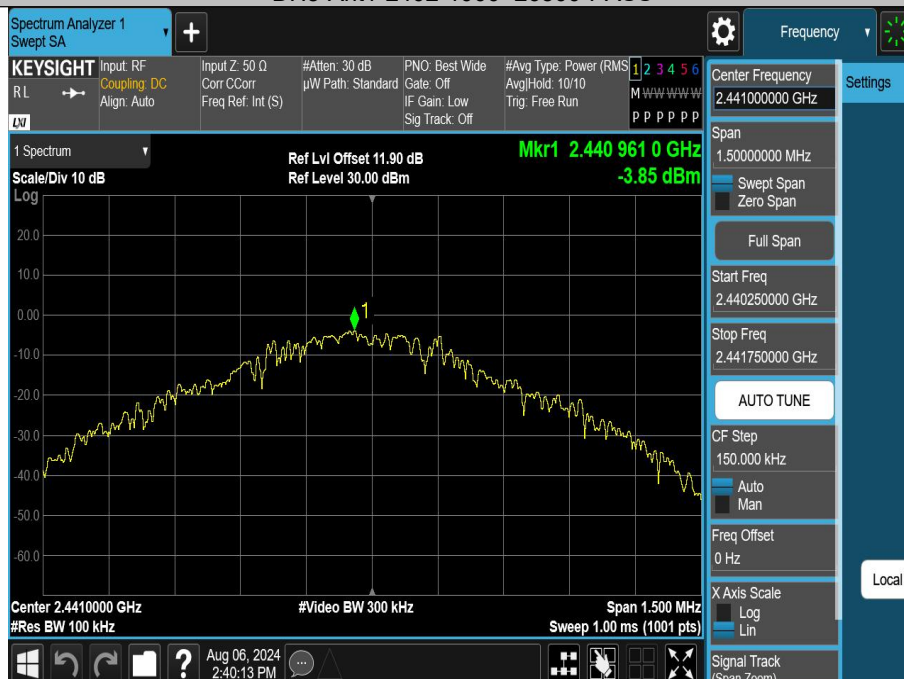 Spectrum Analyzer 1
Swept SA
Frequency
KEYSIGHT
RL
LXI
Input: RF
Coupling: DC
Align: Auto
Input Z: 50 Ω
Corr CCorr
Freq Ref: Int (S)
#Atten: 30 dB
µW Path: Standard
PNO: Best Wide
Gate: Off
IF Gain: Low
Sig Track: Off
#Avg Type: Power (RMS
Avg|Hold: 10/10
Trig: Free Run
1 2 3 4 5 6
M W W W W W
P P P P P P
1 Spectrum
Scale/Div 10 dB
Log
Ref Lvl Offset 11.90 dB
Ref Level 30.00 dBm
Mkr1 2.440 961 0 GHz
-3.85 dBm
20.0
10.0
0.00
-10.0
-20.0
-30.0
-40.0
-50.0
-60.0
1
Center 2.4410000 GHz
#Res BW 100 kHz
#Video BW 300 kHz
Span 1.500 MHz
Sweep 1.00 ms (1001 pts)
Aug 06, 2024
2:40:13 PM
Center Frequency
2.441000000 GHz
Span
1.50000000 MHz
Swept Span
Zero Span
Full Span
Start Freq
2.440250000 GHz
Stop Freq
2.441750000 GHz
AUTO TUNE
CF Step
150.000 kHz
Auto
Man
Freq Offset
0 Hz
X Axis Scale
Log
Lin
Signal Track
(Span Zoom)
Settings
Local